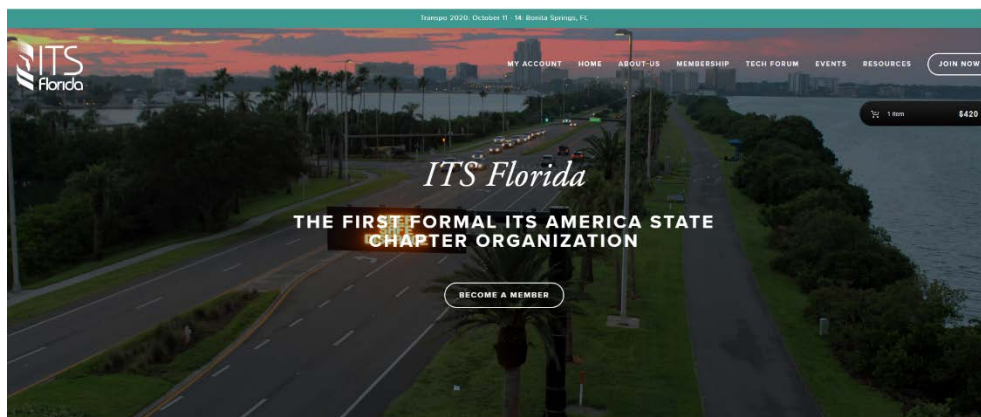 Transpo 2020: October 11 - 14: Bonita Springs, FL
ITS
Florida
MY ACCOUNT HOME ABOUT US MEMBERSHIP TECH FORUM EVENTS RESOURCES JOIN NOW
1 item $420
ITS Florida
THE FIRST FORMAL ITS AMERICA STATE
CHAPTER ORGANIZATION
BECOME A MEMBER